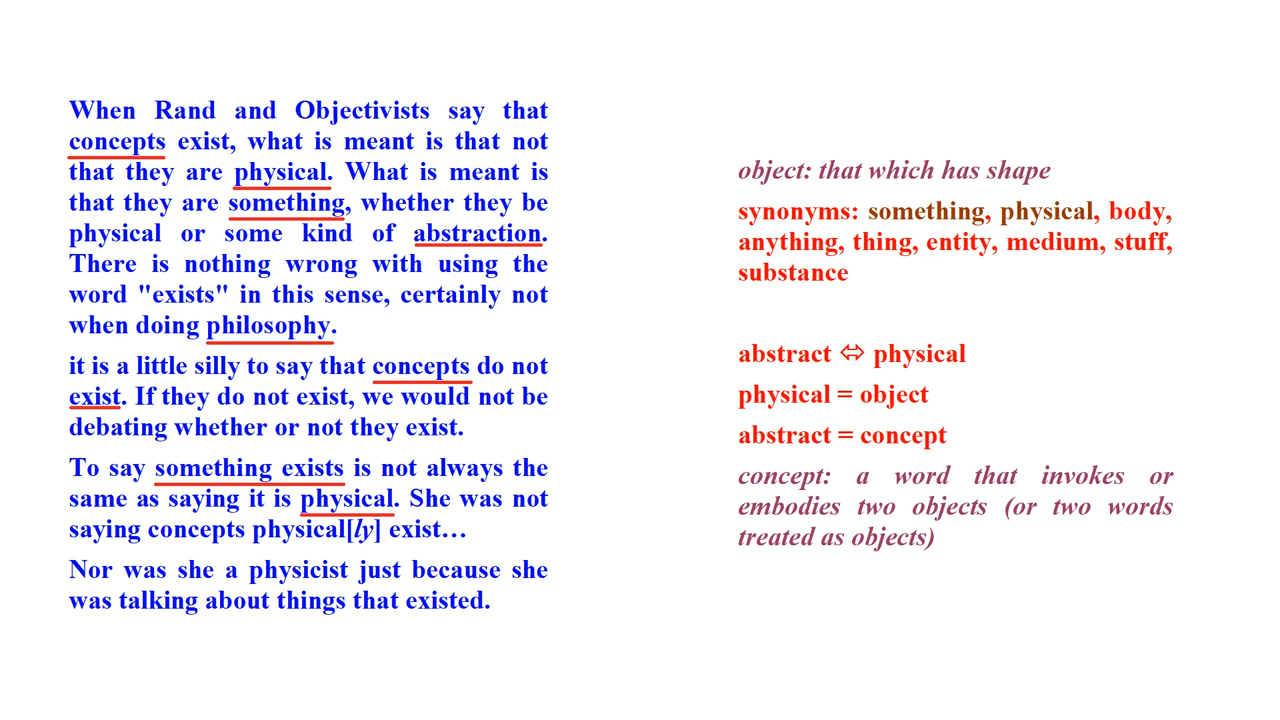 When Rand and Objectivists say that
concepts exist, what is meant is that not
that they are physical. What is meant is
that they are something, whether they be
physical or some kind of abstraction.
There is nothing wrong with using the
word "exists" in this sense, certainly not
when doing philosophy.
it is a little silly to say that concepts do not
exist. If they do not exist, we would not be
debating whether or not they exist.
To say something exists is not always the
same as saying it is physical. She was not
saying concepts physical[ly] exist…
Nor was she a physicist just because she
was talking about things that existed.
object: that which has shape
synonyms: something, physical, body,
anything, thing, entity, medium, stuff,
substance
abstract ⇔ physical
physical = object
abstract = concept
concept: a word that invokes or
embodies two objects (or two words
treated as objects)